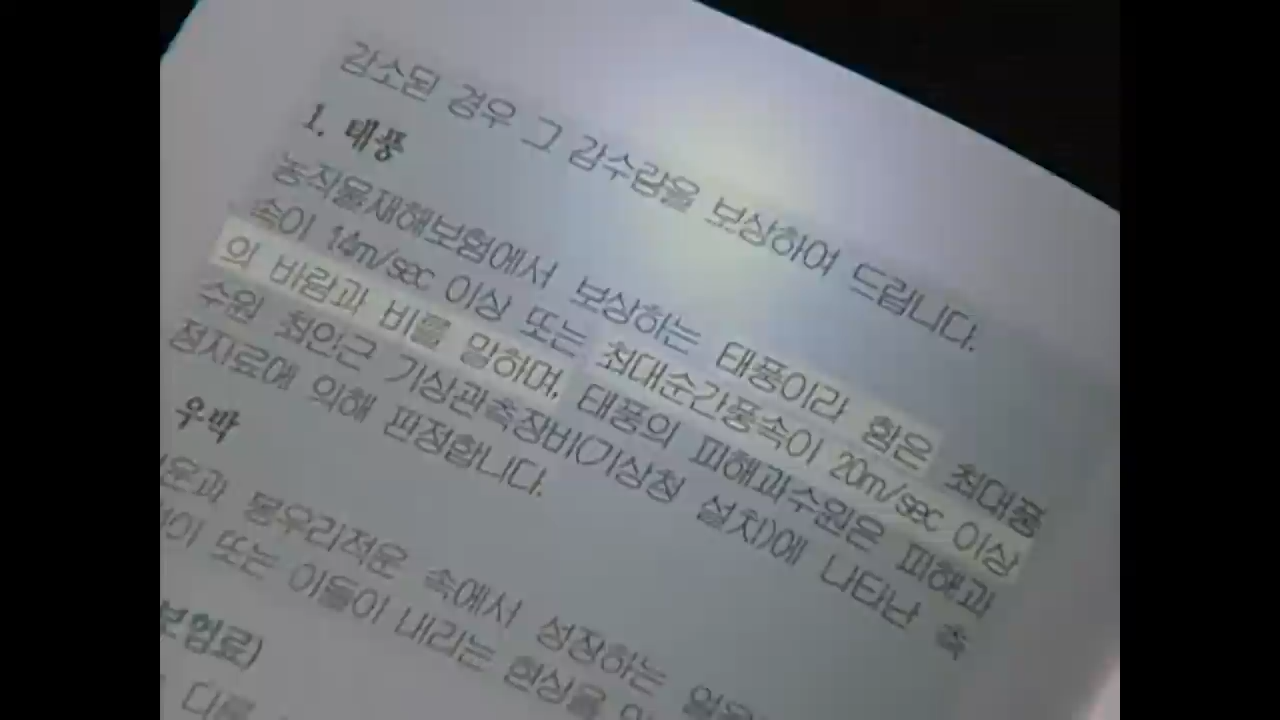 감소된 경우 그 감수량을 보상하여 드립니다.
1. 태풍
농작물재해보험에서 보상하는 태풍이라 함은 최대풍
속이 14m/sec 이상 또는 최대순간풍속이 20m/sec 이상
의 바람과 비를 말하며, 태풍의 피해과수원은 피해과
수원 최인근 기상관측장비(기상청 설치)에 나타난 측
정자료에 의해 판정합니다.
우박
봉우리적운 속에서 성장하는
또는 이들이 내리는 현상을
보험료)